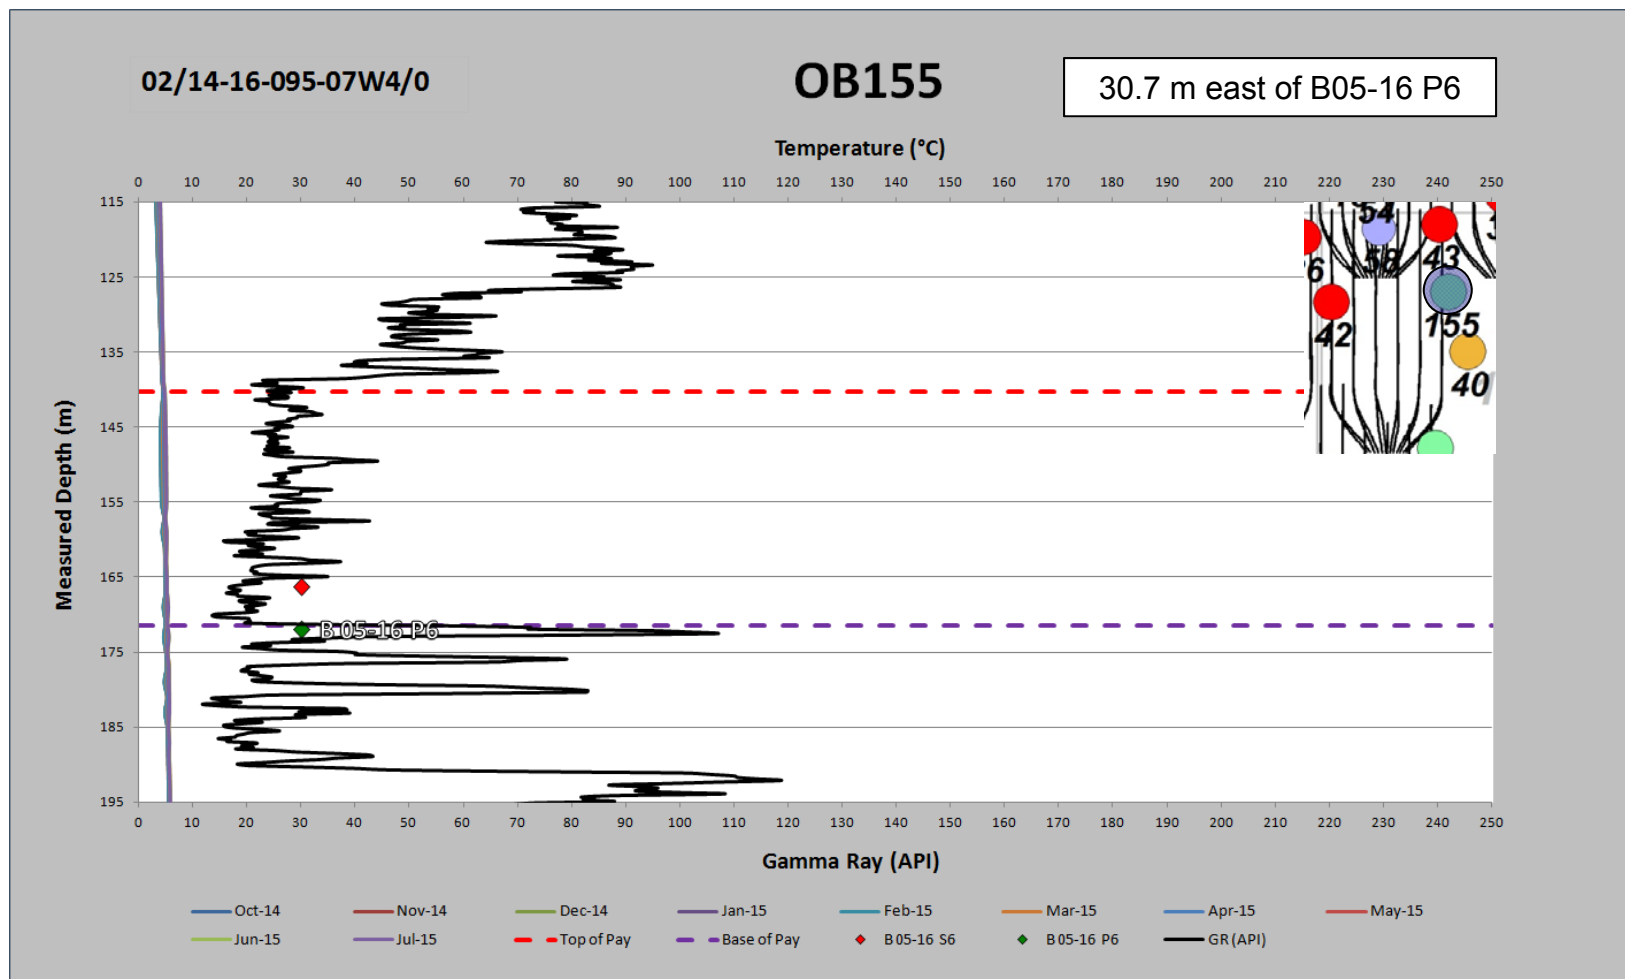 02/14-16-095-07W4/0
OB155
30.7 m east of B05-16 P6
Temperature (°C)
0 10 20 30 40 50 60 70 80 90 100 110 120 130 140 150 160 170 180 190 200 210 220 230 240 250
115
125
135
145
155
165
175
185
195
Measured Depth (m)
54
58
43
6
42
155
40
B 05-16 P6
0 10 20 30 40 50 60 70 80 90 100 110 120 130 140 150 160 170 180 190 200 210 220 230 240 250
Gamma Ray (API)
Oct-14 Nov-14 Dec-14 Jan-15 Feb-15 Mar-15 Apr-15 May-15
Jun-15 Jul-15 Top of Pay Base of Pay B 05-16 S6 B 05-16 P6 GR (API)